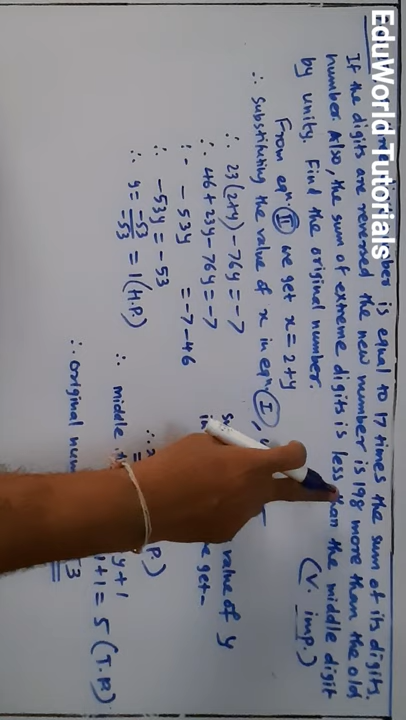 EduWorld Tutorials
is equal to 17 times the sum of its digits.
If the digits are reversed the new number is 198 more than the old
number. Also, the sum of extreme digits is less than the middle digit
by unity. Find the original number. (V. imp.)
From eqn. II we get x = 2+y
∴ substituting the value of x in eqn. I,
∴ 23(2+y) - 76y = -7
∴ 46 + 23y - 76y = -7
∴ - 53y = -7 - 46
∴ -53y = -53
∴ y = -53/-53 = 1 (H.P.)
value of y
get-
∴ middle
y+1
+1 = 5 (T.P.)
∴ original